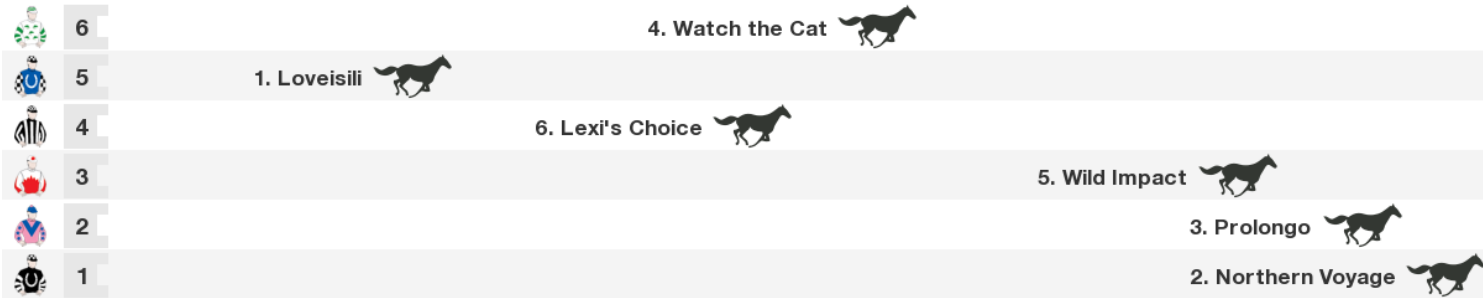 6 4. Watch the Cat
5 1. Loveisili
4 6. Lexi's Choice
3 5. Wild Impact
2 3. Prolongo
1 2. Northern Voyage